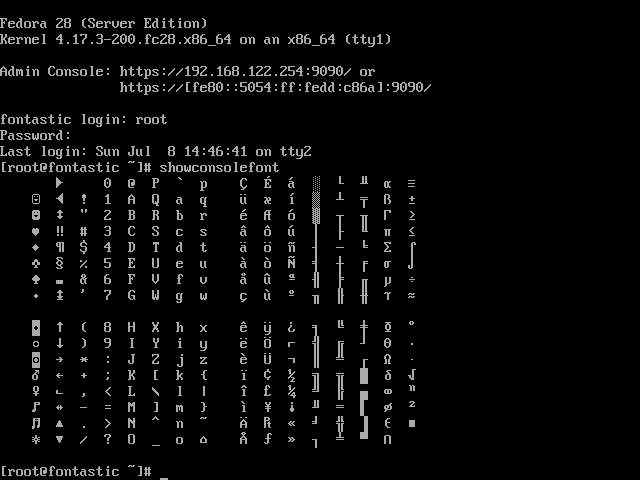 Fedora 28 (Server Edition)
Kernel 4.17.3-200.fc28.x86_64 on an x86_64 (tty1)
Admin Console: https://192.168.122.254:9090/ or
https://[fe80::5054:ff:fedd:c86a]:9090/
fontastic login: root
Password:
Last login: Sun Jul  8 14:46:41 on tty2
[root@fontastic ~]# showconsolefont
► 0 @ P ` p Ç É á ░ └ ╨ α ≡
☺ ◄ ! 1 A Q a q ü æ í ▒ ┴ ╤ ß ±
☻ ↕ " 2 B R b r é Æ ó ▓ ┬ ╥ Γ ≥
♥ ‼ # 3 C S c s â ô ú │ ├ ╙ π ≤
♦ ¶ $ 4 D T d t ä ö ñ ┤ ─ ╘ Σ ⌠
♣ § % 5 E U e u à ò Ñ ╡ ┼ ╒ σ ⌡
♠ ▬ & 6 F V f v å û ª ╢ ╞ ╓ µ ÷
• ↨ ' 7 G W g w ç ù º ╖ ╟ ╫ τ ≈
◘ ↑ ( 8 H X h x ê ÿ ¿ ╕ ╚ ╪ Φ °
○ ↓ ) 9 I Y i y ë Ö ⌐ ╣ ╔ ┘ Θ ∙
◙ → * : J Z j z è Ü ¬ ║ ╩ ┌ Ω ·
♂ ← + ; K [ k { ï ¢ ½ ╗ ╦ █ δ √
♀ ∟ , < L \ l | î £ ¼ ╝ ╠ ▄ ∞ ⁿ
♪ ↔ - = M ] m } ì ¥ ¡ ╜ ═ ▌ ø ²
♫ ▲ . > N ^ n ~ Ä ₧ « ╛ ╬ ▐ ∈ ■
☼ ▼ / ? O _ o ⌂ Å ƒ » ┐ ╧ ▀ ∩
[root@fontastic ~]#